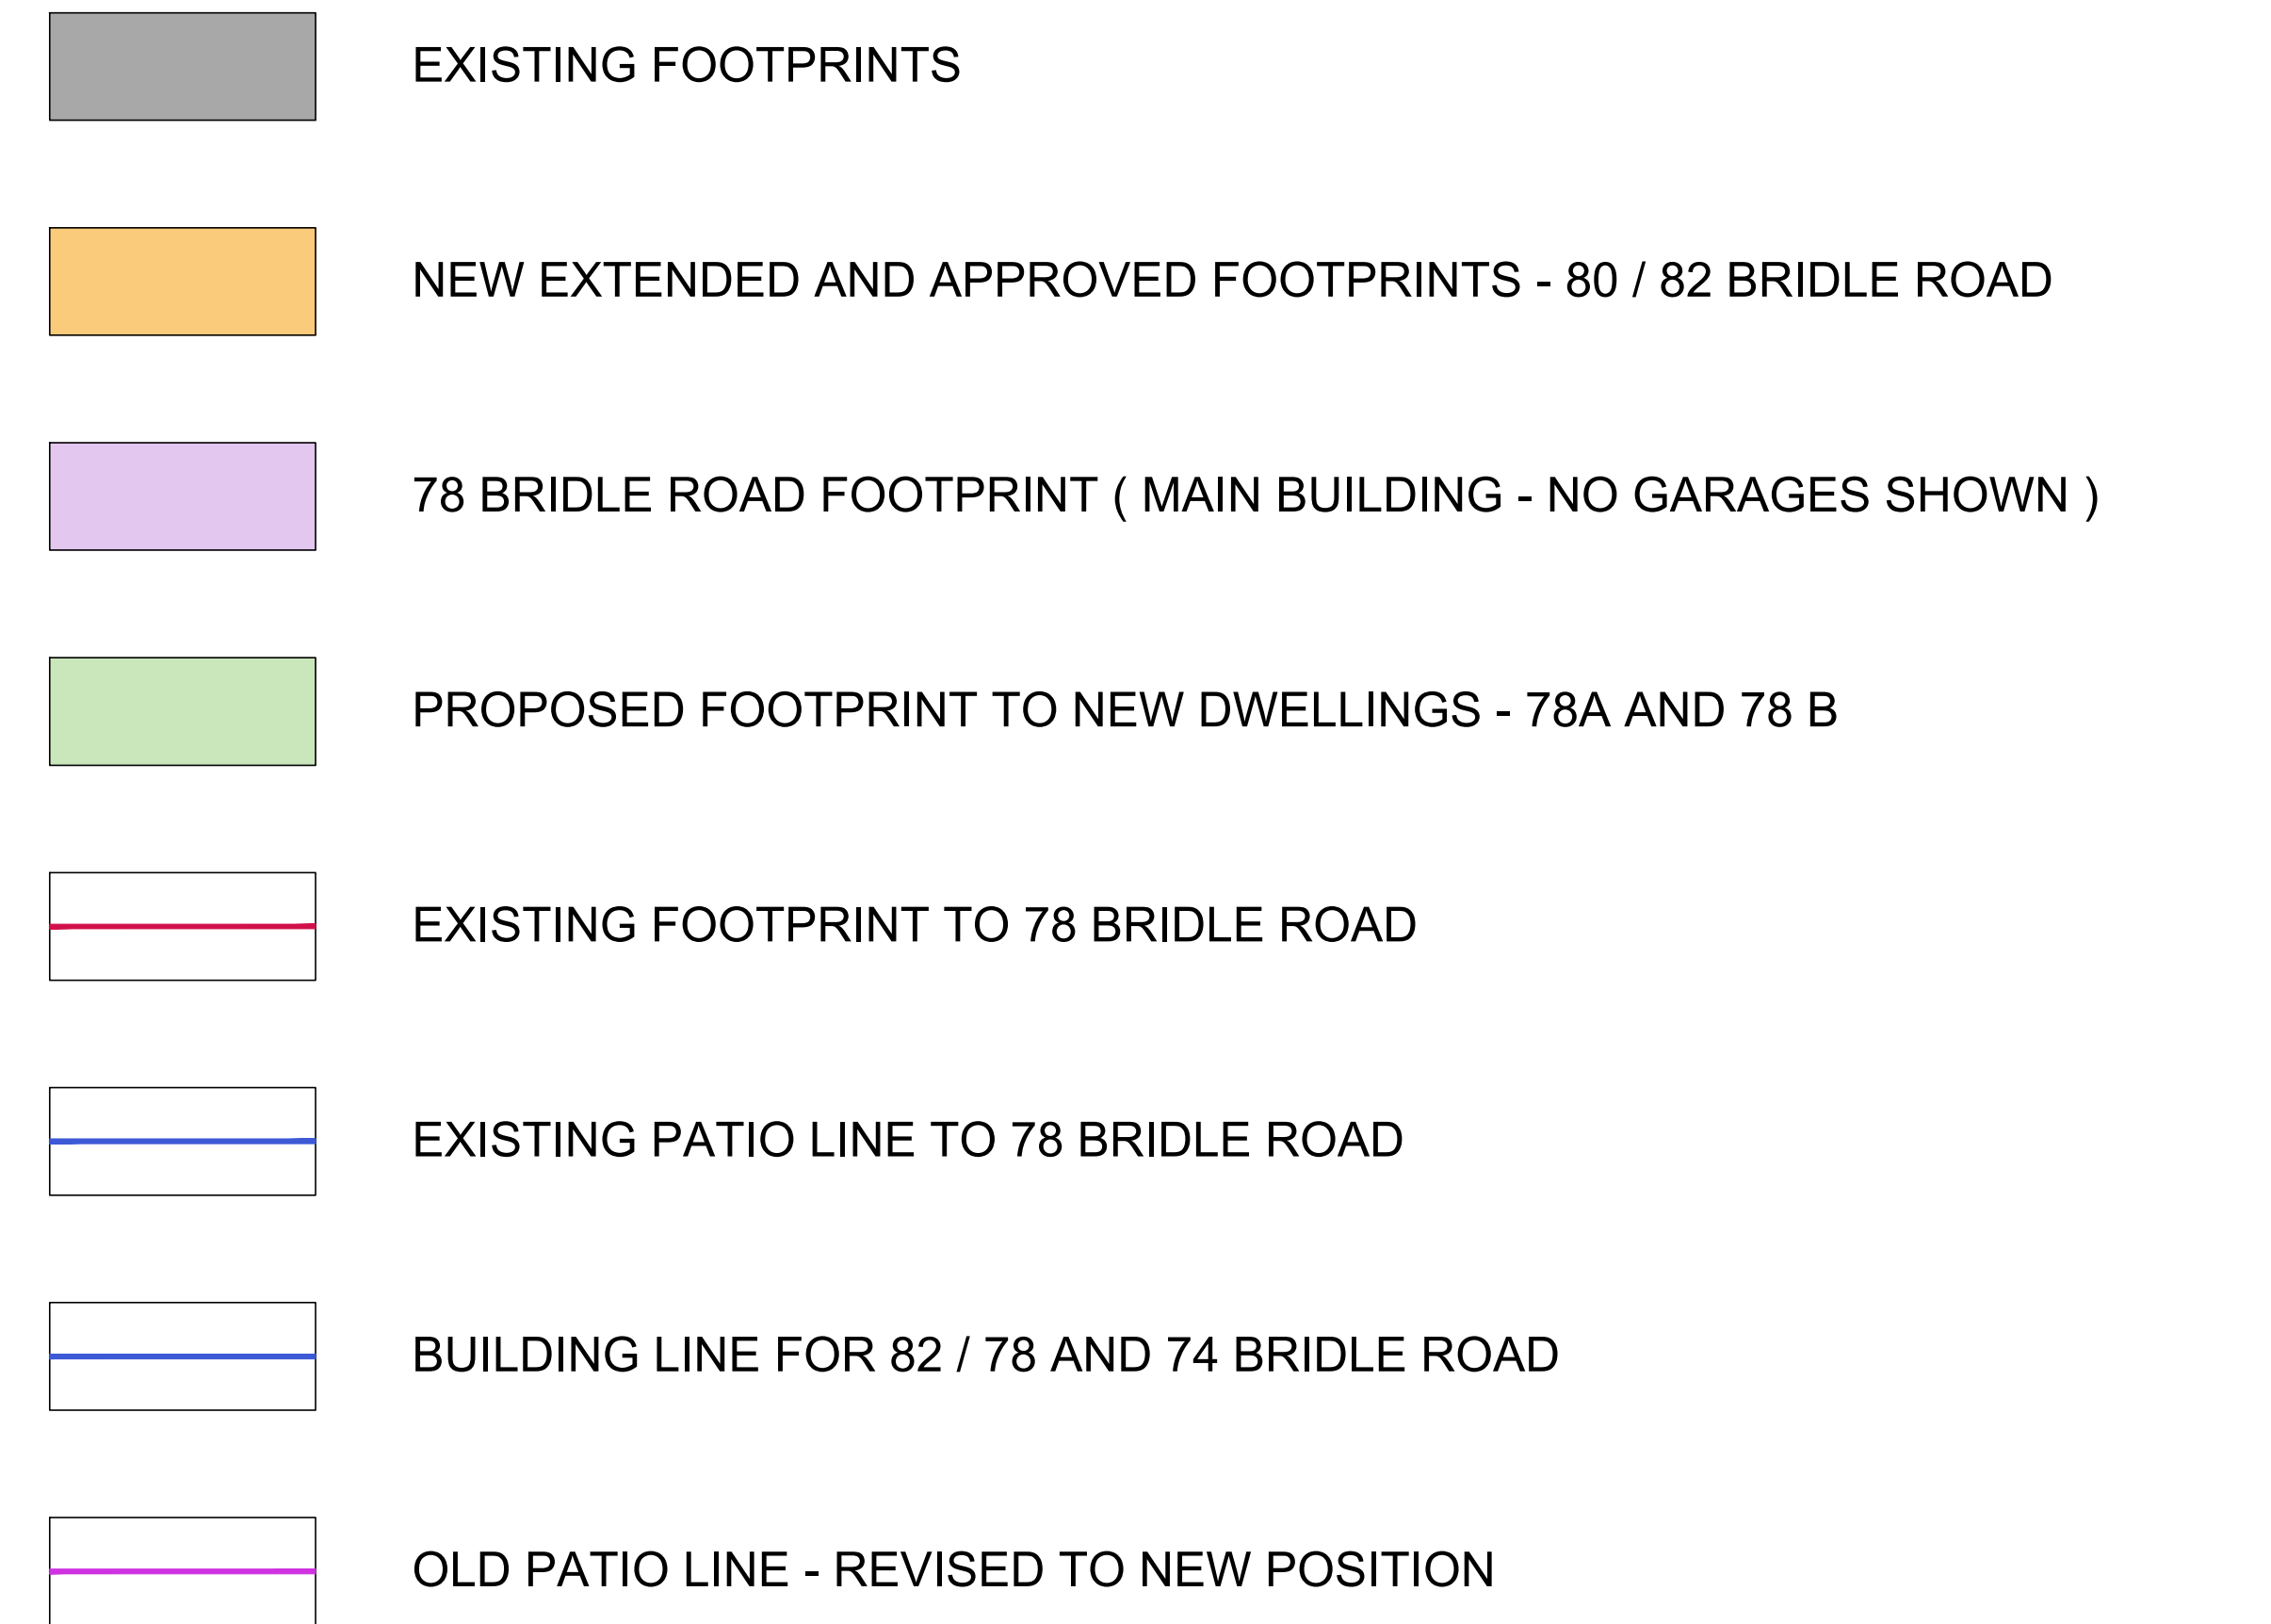 EXISTING FOOTPRINTS
NEW EXTENDED AND APPROVED FOOTPRINTS - 80 / 82 BRIDLE ROAD
78 BRIDLE ROAD FOOTPRINT ( MAIN BUILDING - NO GARAGES SHOWN )
PROPOSED FOOTPRINT TO NEW DWELLINGS - 78A AND 78 B
EXISTING FOOTPRINT TO 78 BRIDLE ROAD
EXISTING PATIO LINE TO 78 BRIDLE ROAD
BUILDING LINE FOR 82 / 78 AND 74 BRIDLE ROAD
OLD PATIO LINE - REVISED TO NEW POSITION